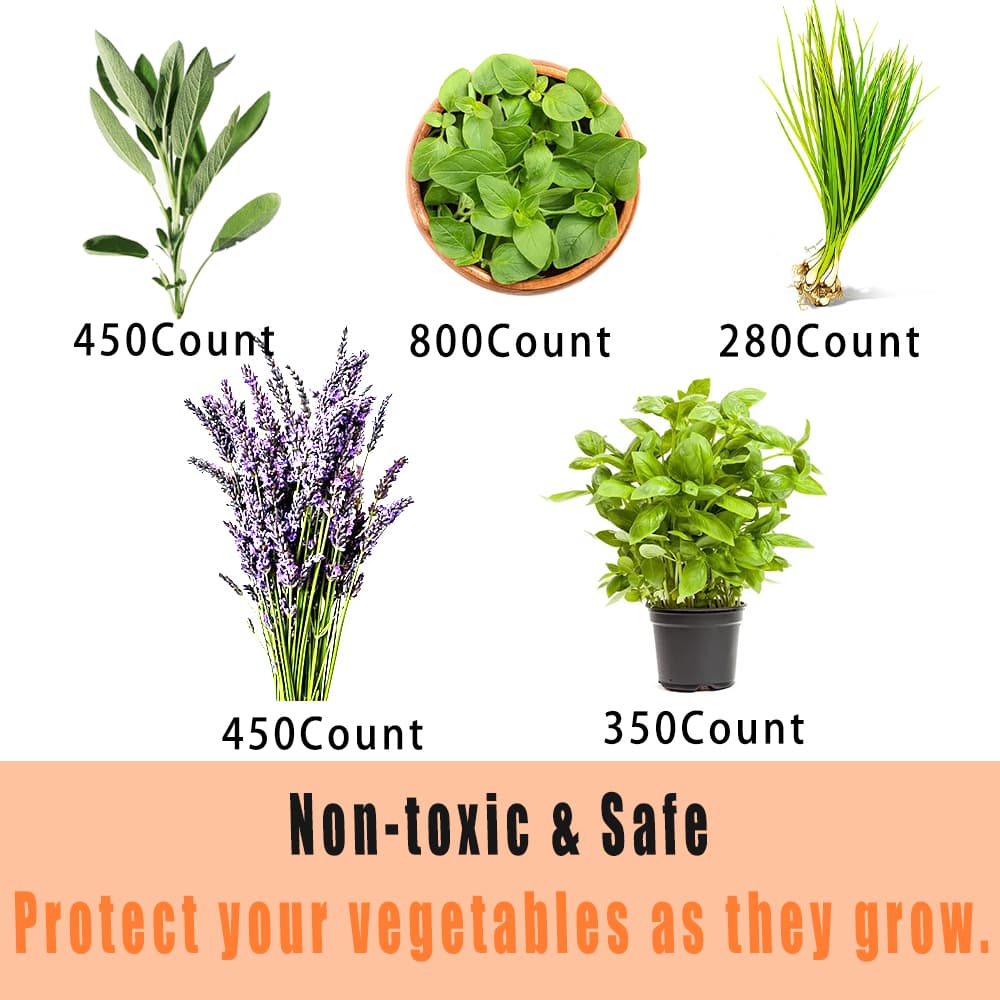 450Count
800Count
280Count
450Count
350Count
Non-toxic & Safe
Protect your vegetables as they grow.